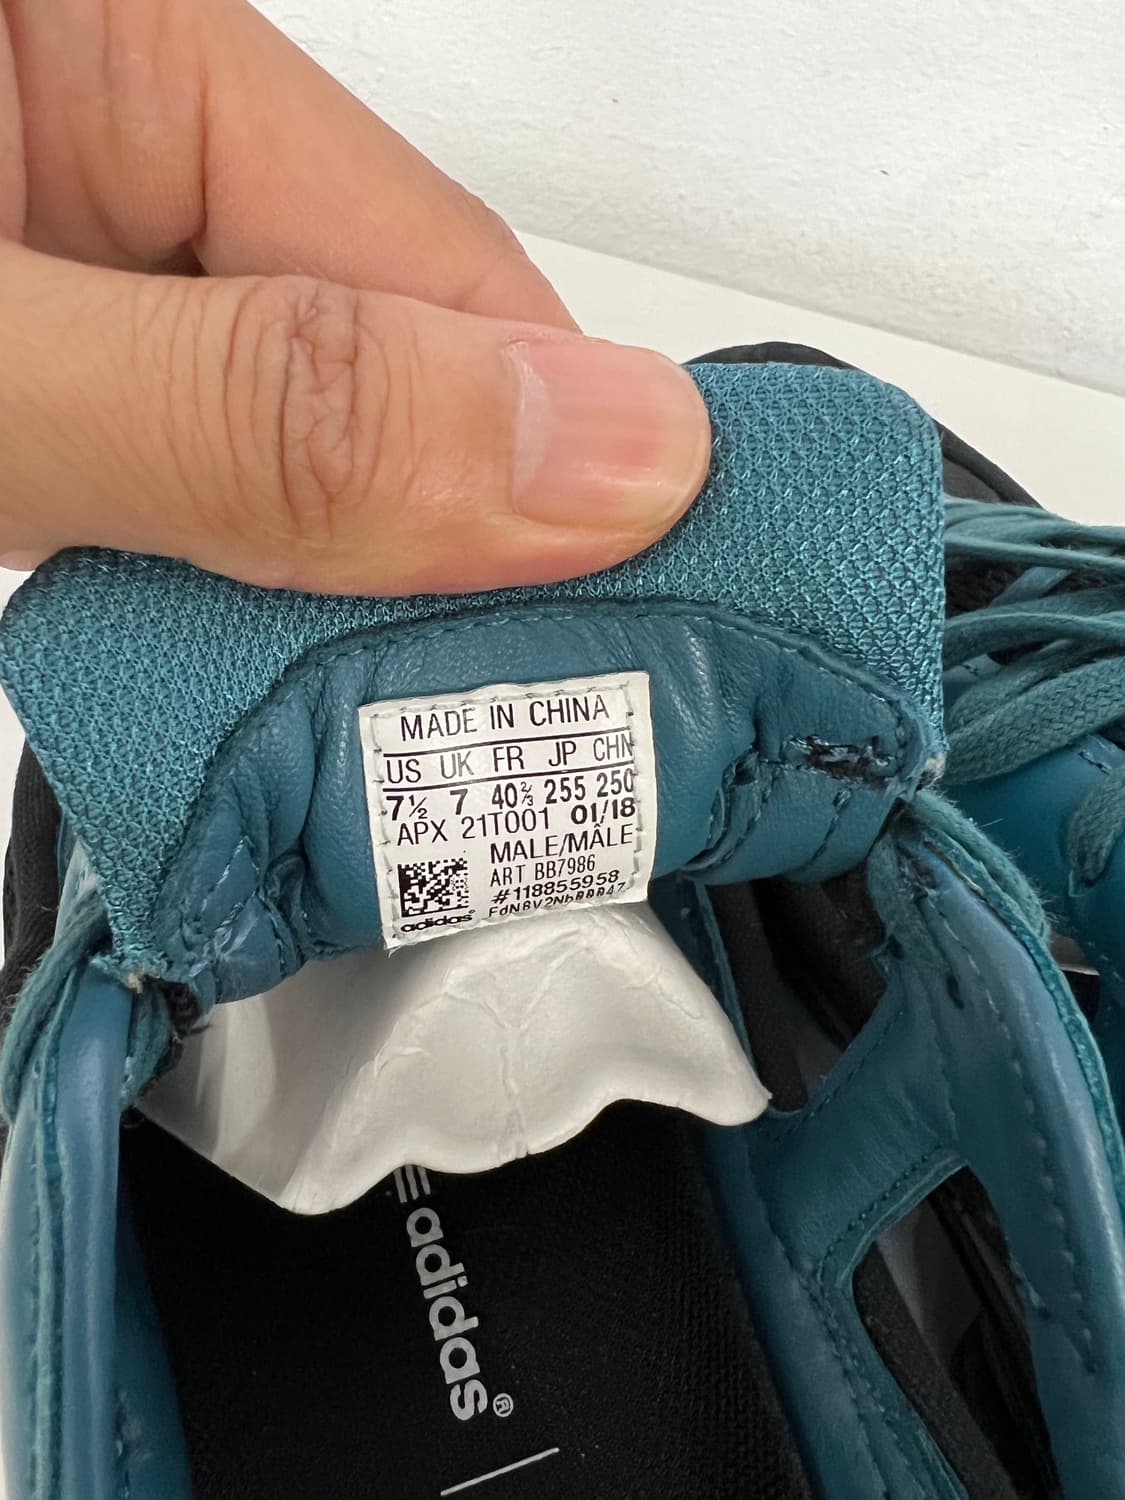 MADE IN CHINA
US UK FR JP CHN
7½ 7 40⅔ 255 250
APX 21T001 01/18
MALE/MÂLE
ART BB7986
#118855958
adidas®
adidas®